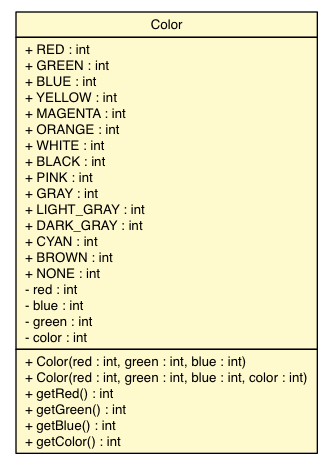 Color
+ RED : int
+ GREEN : int
+ BLUE : int
+ YELLOW : int
+ MAGENTA : int
+ ORANGE : int
+ WHITE : int
+ BLACK : int
+ PINK : int
+ GRAY : int
+ LIGHT_GRAY : int
+ DARK_GRAY : int
+ CYAN : int
+ BROWN : int
+ NONE : int
- red : int
- blue : int
- green : int
- color : int
+ Color(red : int, green : int, blue : int)
+ Color(red : int, green : int, blue : int, color : int)
+ getRed() : int
+ getGreen() : int
+ getBlue() : int
+ getColor() : int